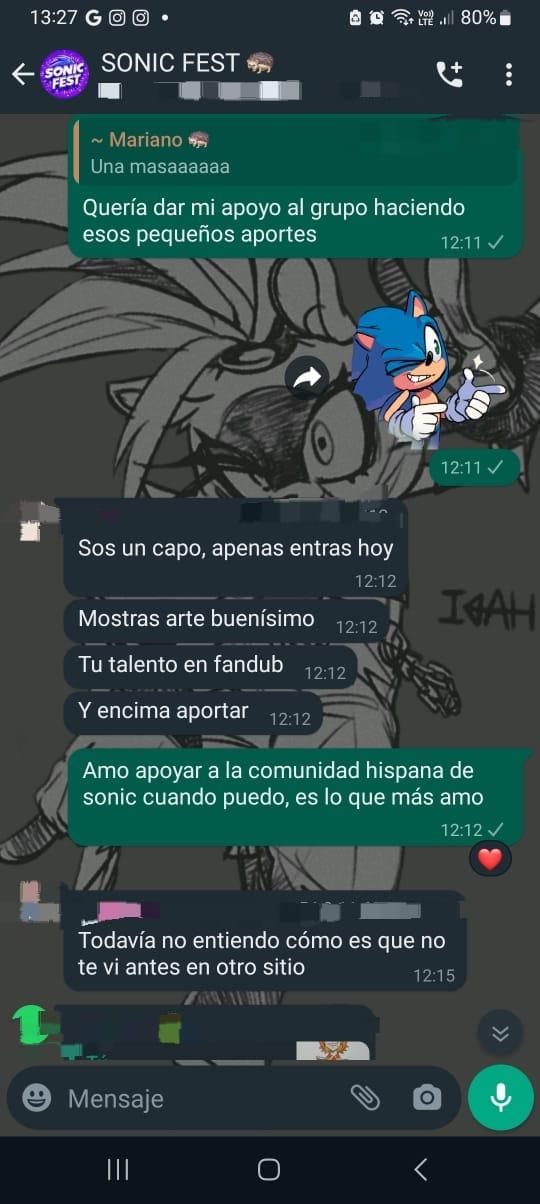 13:27
Vo))
LTE
80%
SONIC
FEST
SONIC FEST
~ Mariano
Una masaaaaaa
Quería dar mi apoyo al grupo haciendo
esos pequeños aportes
12:11
12:11
Sos un capo, apenas entras hoy
12:12
Mostras arte buenísimo
12:12
Tu talento en fandub
12:12
Y encima aportar
12:12
Amo apoyar a la comunidad hispana de
sonic cuando puedo, es lo que más amo
12:12
Todavía no entiendo cómo es que no
te vi antes en otro sitio
12:15
Mensaje